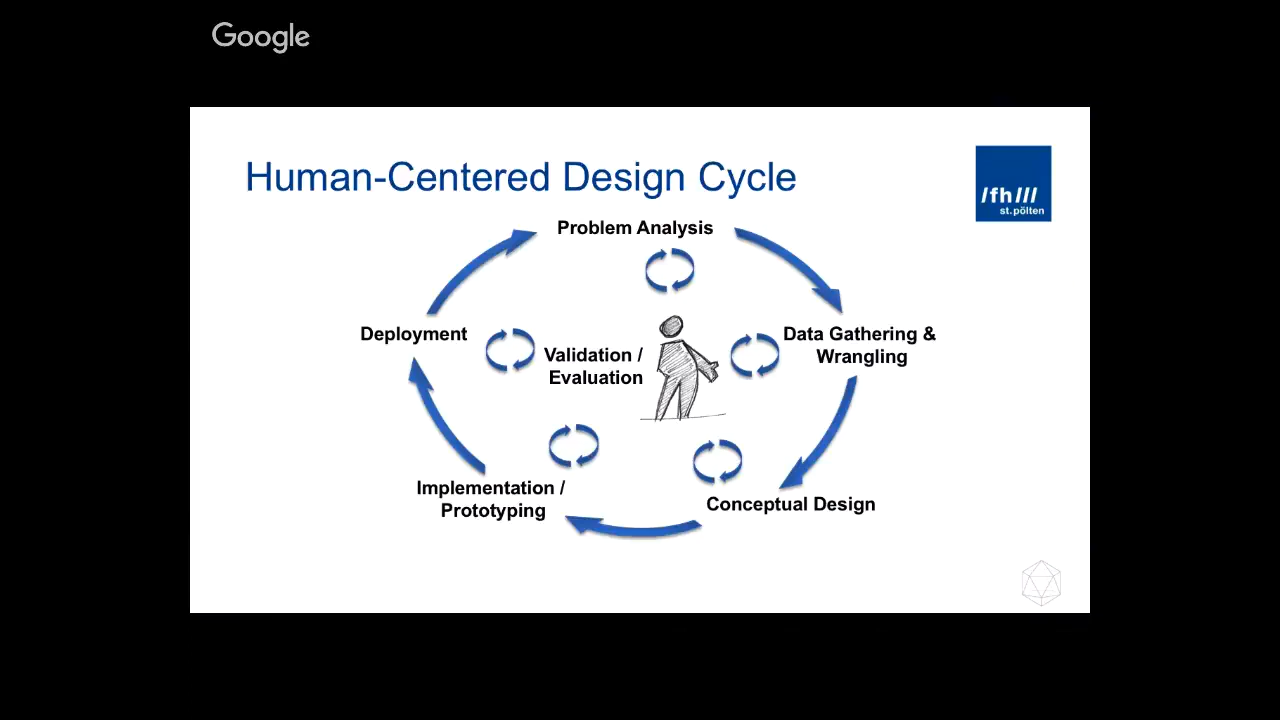 Google
Human-Centered Design Cycle
/fh///
st.pölten
Problem Analysis
Deployment
Data Gathering &
Wrangling
Validation /
Evaluation
Implementation /
Prototyping
Conceptual Design